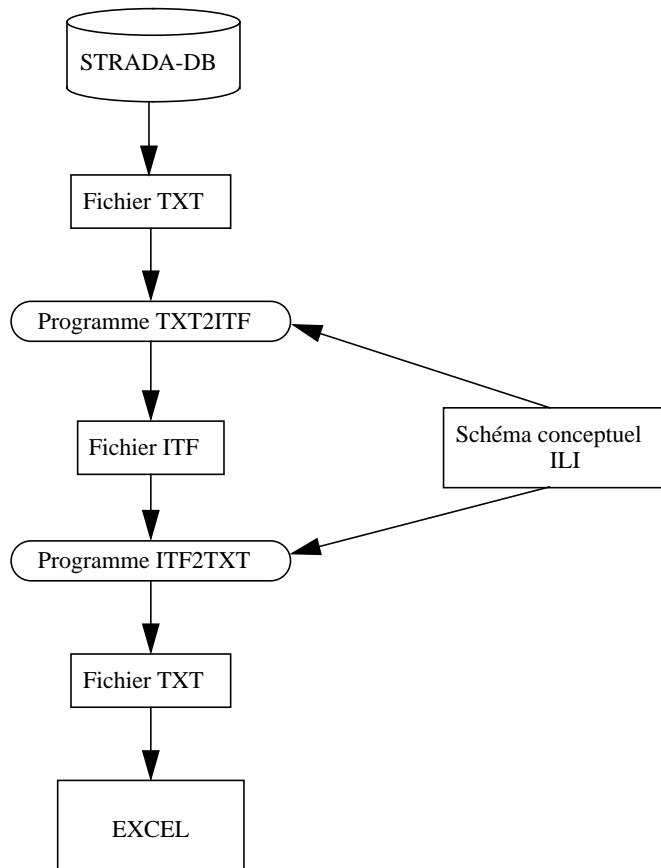 STRADA-DB
Fichier TXT
Programme TXT2ITF
Fichier ITF
Schéma conceptuel
ILI
Programme ITF2TXT
Fichier TXT
EXCEL